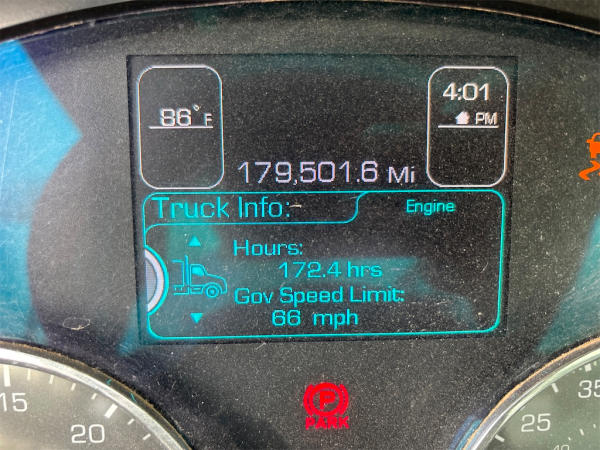 86°F
4:01
PM
179,501.6 Mi
Truck Info:
Engine
Hours:
172.4 hrs
Gov Speed Limit:
66 mph
P
PARK
15
20
25
35
40